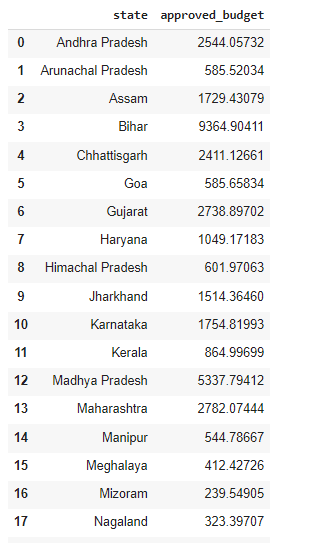 state approved_budget
0 Andhra Pradesh 2544.05732
1 Arunachal Pradesh 585.52034
2 Assam 1729.43079
3 Bihar 9364.90411
4 Chhattisgarh 2411.12661
5 Goa 585.65834
6 Gujarat 2738.89702
7 Haryana 1049.17183
8 Himachal Pradesh 601.97063
9 Jharkhand 1514.36460
10 Karnataka 1754.81993
11 Kerala 864.99699
12 Madhya Pradesh 5337.79412
13 Maharashtra 2782.07444
14 Manipur 544.78667
15 Meghalaya 412.42726
16 Mizoram 239.54905
17 Nagaland 323.39707